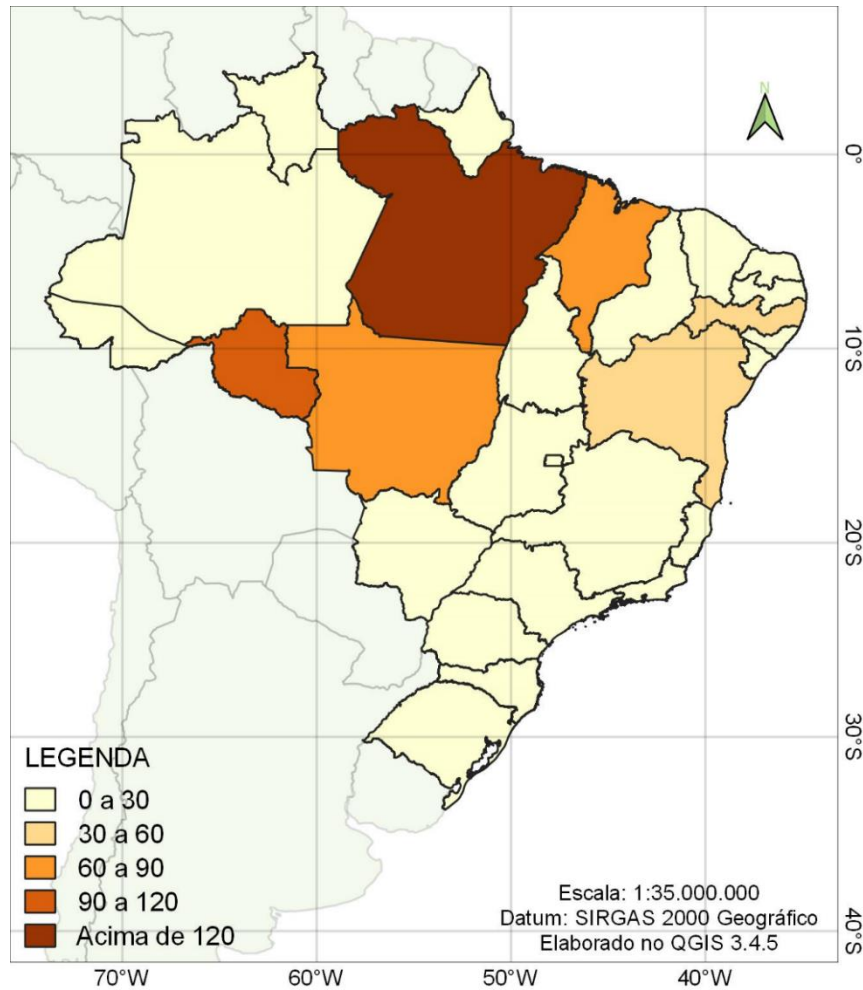 N
0°
10°S
20°S
30°S
40°S
LEGENDA
0 a 30
30 a 60
60 a 90
90 a 120
Acima de 120
Escala: 1:35.000.000
Datum: SIRGAS 2000 Geográfico
Elaborado no QGIS 3.4.5
70°W
60°W
50°W
40°W